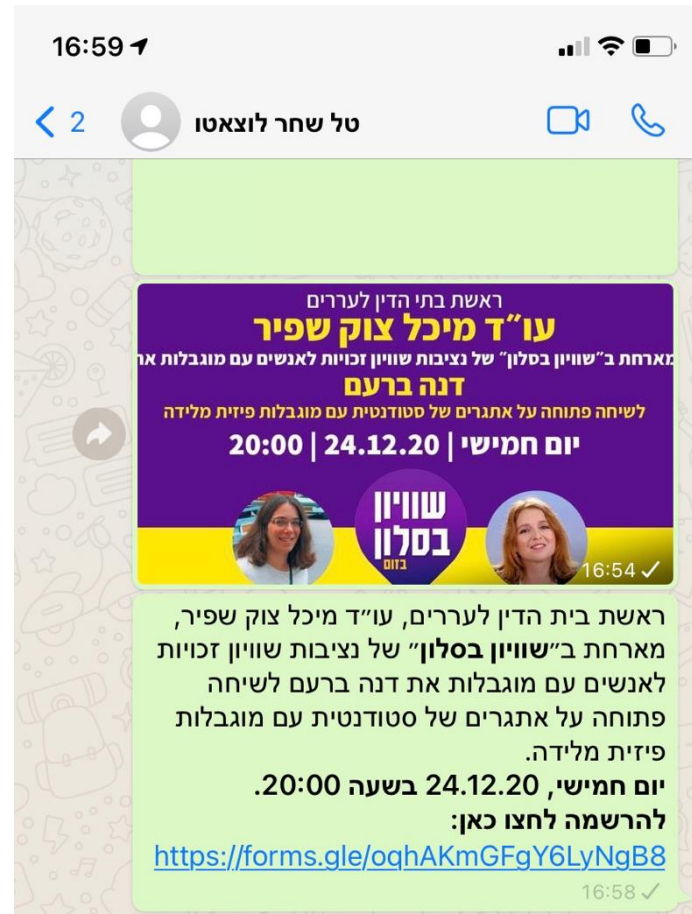 16:59
2
טל שחר לוצאטו
ראשת בתי הדין לעררים
עו״ד מיכל צוק שפיר
מארחת ב״שוויון בסלון״ של נציבות שוויון זכויות לאנשים עם מוגבלות את
דנה ברעם
לשיחה פתוחה על אתגרים של סטודנטית עם מוגבלות פיזית מלידה
יום חמישי | 24.12.20 | 20:00
שוויון
בסלון
בזום
16:54
ראשת בית הדין לעררים, עו״ד מיכל צוק שפיר,
מארחת ב״שוויון בסלון״ של נציבות שוויון זכויות
לאנשים עם מוגבלות את דנה ברעם לשיחה
פתוחה על אתגרים של סטודנטית עם מוגבלות
פיזית מלידה.
יום חמישי, 24.12.20 בשעה 20:00.
להרשמה לחצו כאן:
https://forms.gle/oqhAKmGFgY6LyNgB8
16:58